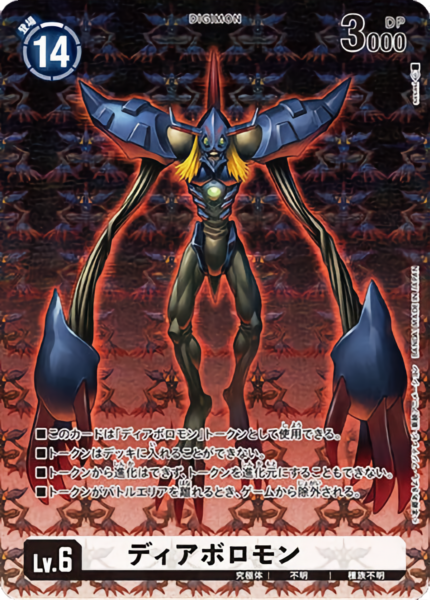 登場
14
DIGIMON
DP
3000
■このカードは「ディアボロモン」トークンとして使用できる。
■トークンはデッキに入れることができない。
■トークンから進化はできず、トークンを進化元にすることもできない。
■トークンがバトルエリアを離れるとき、ゲームから除外される。
Lv.6
ディアボロモン
究極体 | 不明 | 種族不明